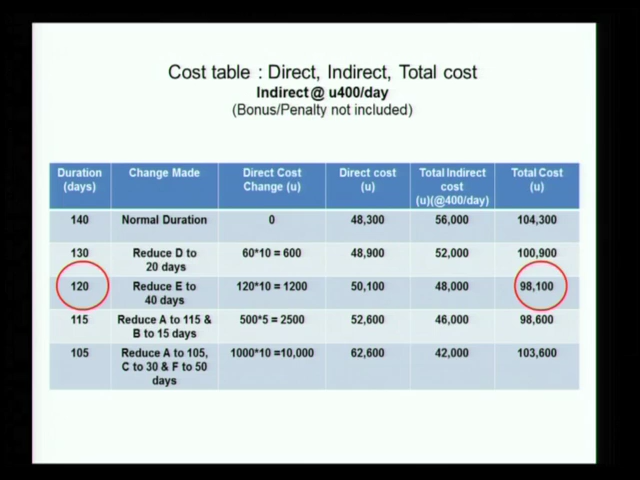 Cost table : Direct, Indirect, Total cost
Indirect @ u400/day
(Bonus/Penalty not included)
Duration (days) Change Made Direct Cost Change (u) Direct cost (u) Total Indirect cost (u)(@400/day) Total Cost (u)
140 Normal Duration 0 48,300 56,000 104,300
130 Reduce D to 20 days 60*10 = 600 48,900 52,000 100,900
120 Reduce E to 40 days 120*10 = 1200 50,100 48,000 98,100
115 Reduce A to 115 & B to 15 days 500*5 = 2500 52,600 46,000 98,600
105 Reduce A to 105, C to 30 & F to 50 days 1000*10 =10,000 62,600 42,000 103,600